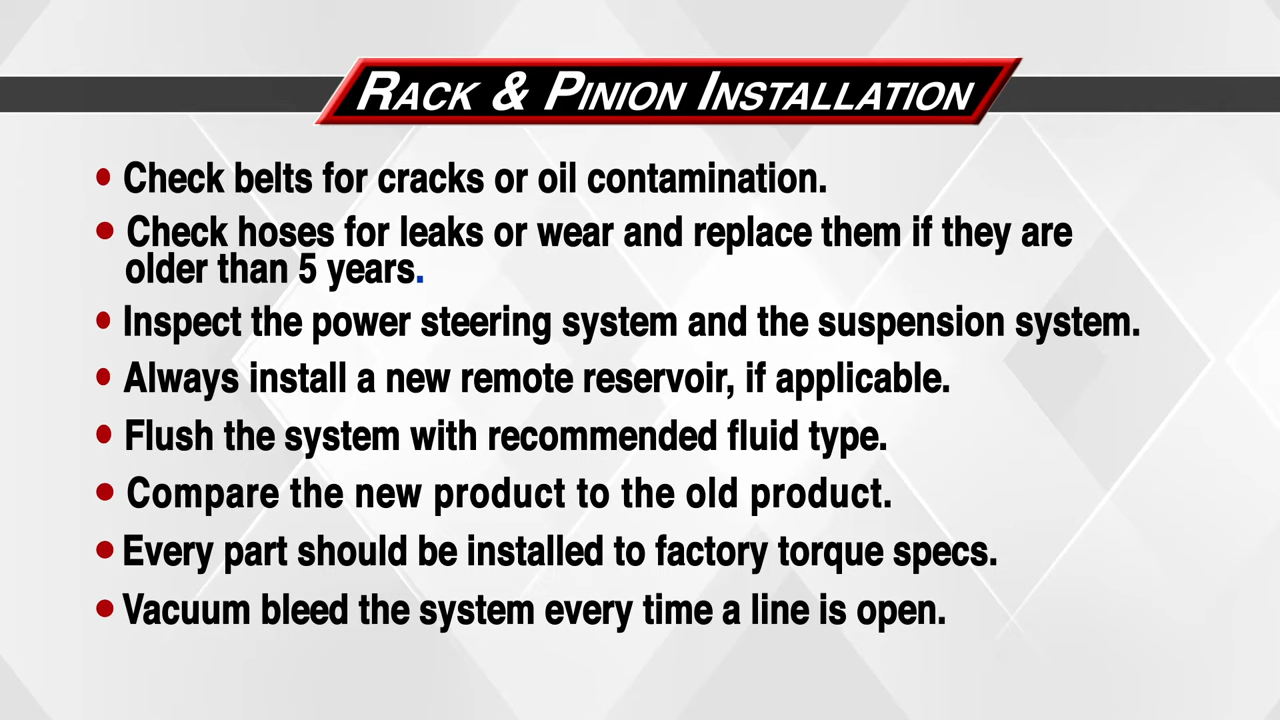 RACK & PINION INSTALLATION
• Check belts for cracks or oil contamination.
• Check hoses for leaks or wear and replace them if they are
older than 5 years.
• Inspect the power steering system and the suspension system.
• Always install a new remote reservoir, if applicable.
• Flush the system with recommended fluid type.
• Compare the new product to the old product.
• Every part should be installed to factory torque specs.
• Vacuum bleed the system every time a line is open.